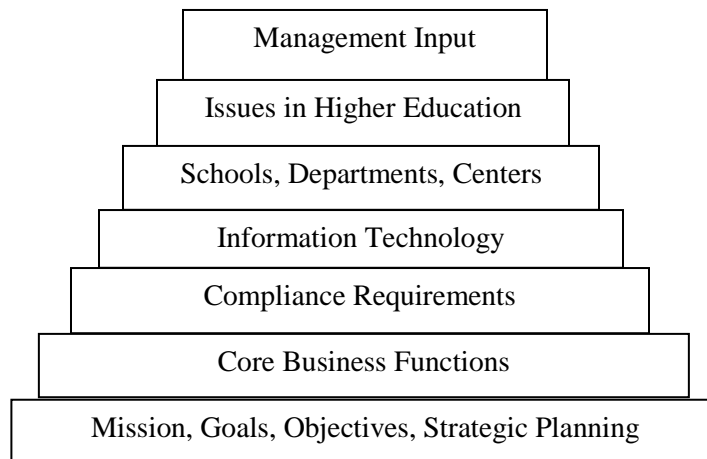 Management Input
Issues in Higher Education
Schools, Departments, Centers
Information Technology
Compliance Requirements
Core Business Functions
Mission, Goals, Objectives, Strategic Planning